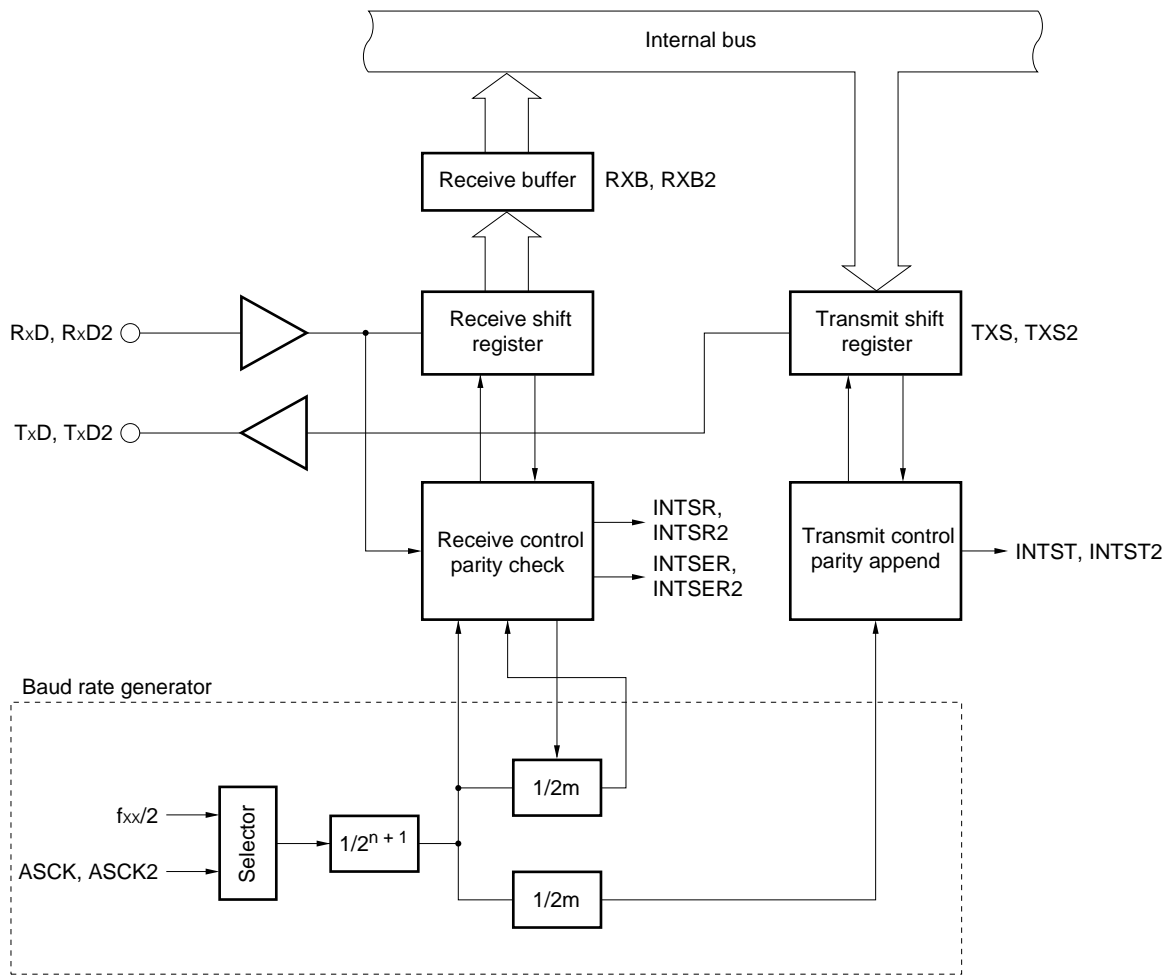 Internal bus
Receive buffer
RXB, RXB2
RxD, RxD2
Receive shift
register
Transmit shift
register
TXS, TXS2
TxD, TxD2
Receive control
parity check
INTSR,
INTSR2
INTSER,
INTSER2
Transmit control
parity append
INTST, INTST2
Baud rate generator
1/2m
fxx/2
ASCK, ASCK2
Selector
1/2^n + 1
1/2m